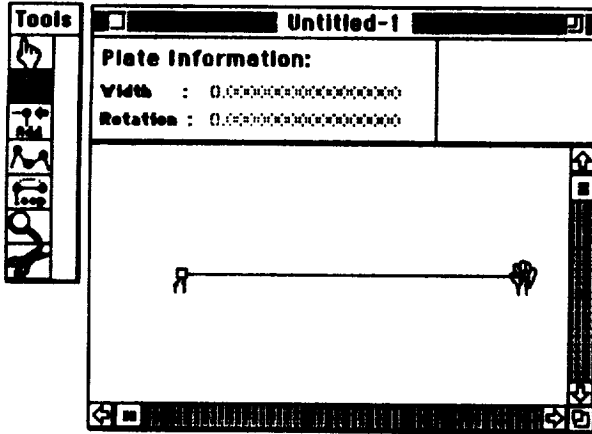 Tools
Add
Loop
Untitled-1
Plate Information:
Width :
Rotation :